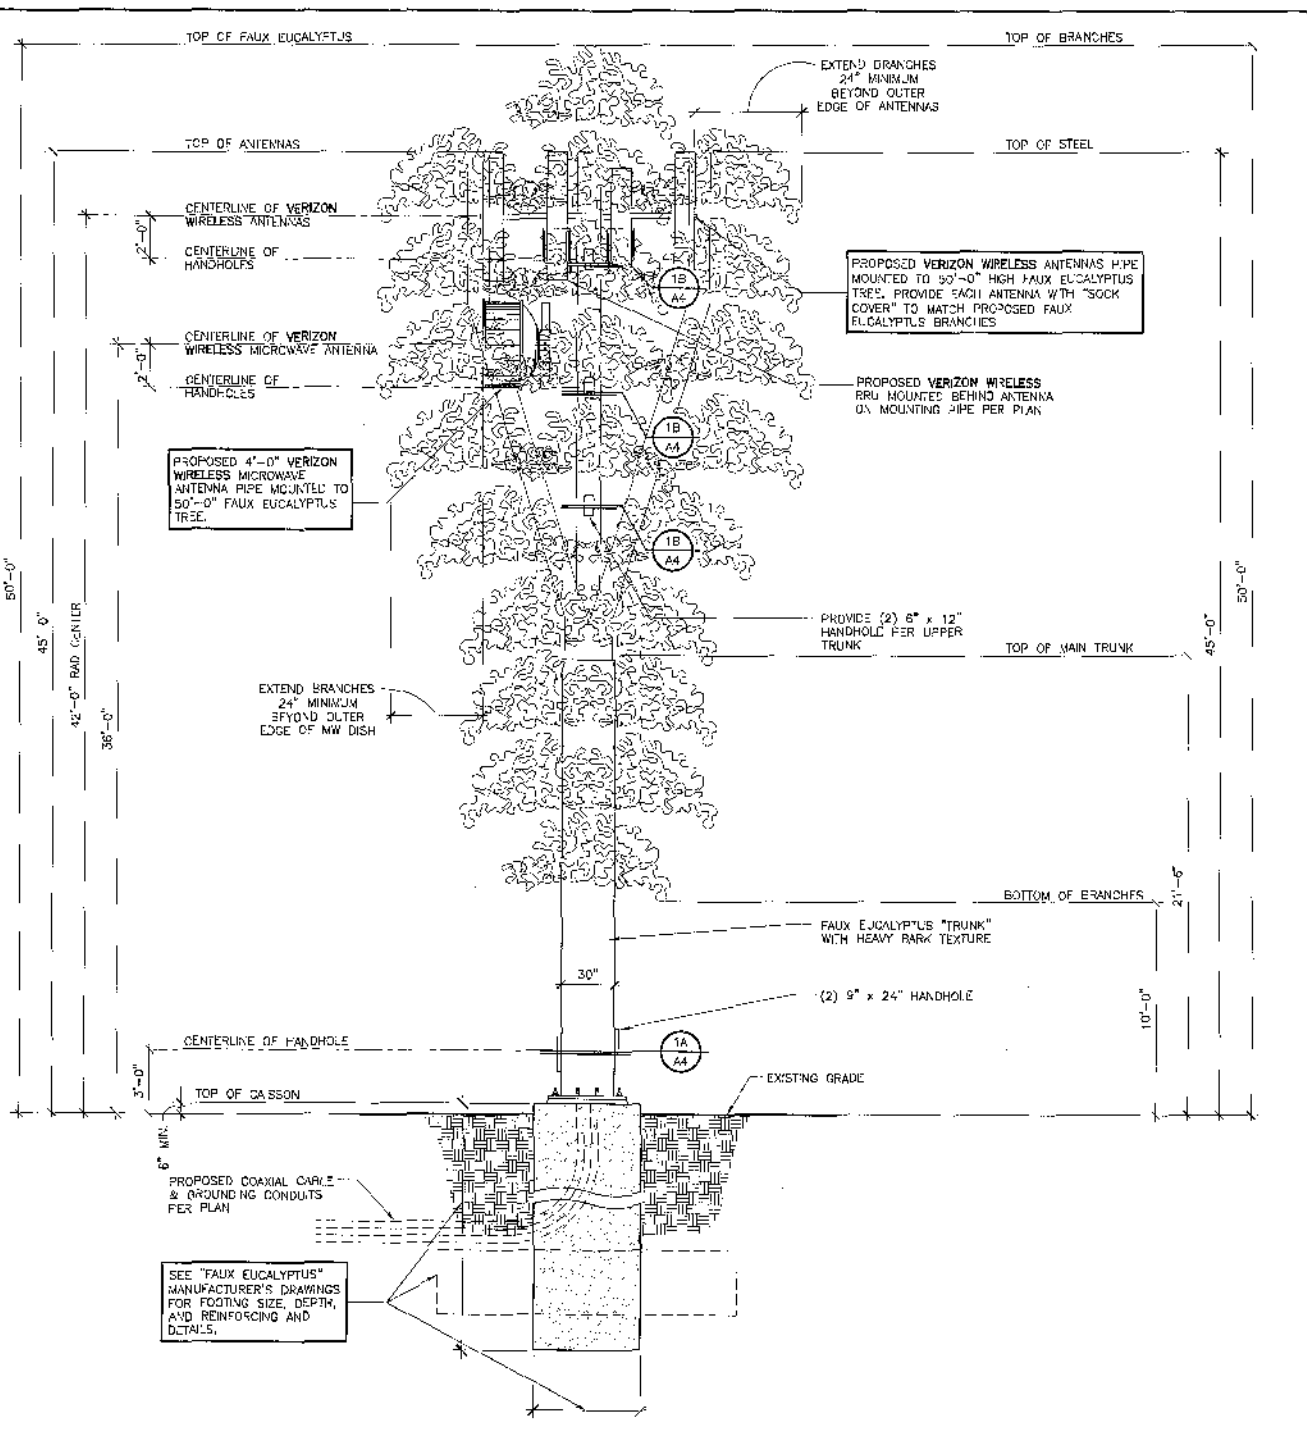 TOP OF FAUX EUCALYPTUS
TOP OF BRANCHES
EXTEND BRANCHES
24" MINIMUM
BEYOND OUTER
EDGE OF ANTENNAS
TOP OF ANTENNAS
TOP OF STEEL
CENTERLINE OF VERIZON
WIRELESS ANTENNAS
2'-0"
CENTERLINE OF
HANDHOLES
PROPOSED VERIZON WIRELESS ANTENNAS PIPE
MOUNTED TO 50'-0" HIGH FAUX EUCALYPTUS
TREE. PROVIDE EACH ANTENNA WITH "SOCK
COVER" TO MATCH PROPOSED FAUX
EUCALYPTUS BRANCHES
1B
A4
CENTERLINE OF VERIZON
WIRELESS MICROWAVE ANTENNA
2'-0"
CENTERLINE OF
HANDHOLES
PROPOSED VERIZON WIRELESS
RRU MOUNTED BEHIND ANTENNA
ON MOUNTING PIPE PER PLAN
1B
A4
PROPOSED 4'-0" VERIZON
WIRELESS MICROWAVE
ANTENNA PIPE MOUNTED TO
50'-0" FAUX EUCALYPTUS
TREE.
1B
A4
50'-0"
45'-0"
42'-0" RAD CENTER
36'-0"
PROVIDE (2) 6" x 12"
HANDHOLE PER UPPER
TRUNK
TOP OF MAIN TRUNK
45'-0"
50'-0"
EXTEND BRANCHES
24" MINIMUM
BEYOND OUTER
EDGE OF MW DISH
BOTTOM OF BRANCHES
21'-6"
FAUX EUCALYPTUS "TRUNK"
WITH HEAVY BARK TEXTURE
30"
(2) 9" x 24" HANDHOLE
10'-0"
CENTERLINE OF HANDHOLE
1A
A4
3'-0"
TOP OF CAISSON
EXISTING GRADE
6" MIN.
PROPOSED COAXIAL CABLE
& GROUNDING CONDUITS
PER PLAN
SEE "FAUX EUCALYPTUS"
MANUFACTURER'S DRAWINGS
FOR FOOTING SIZE, DEPTH,
AND REINFORCING AND
DETAILS.